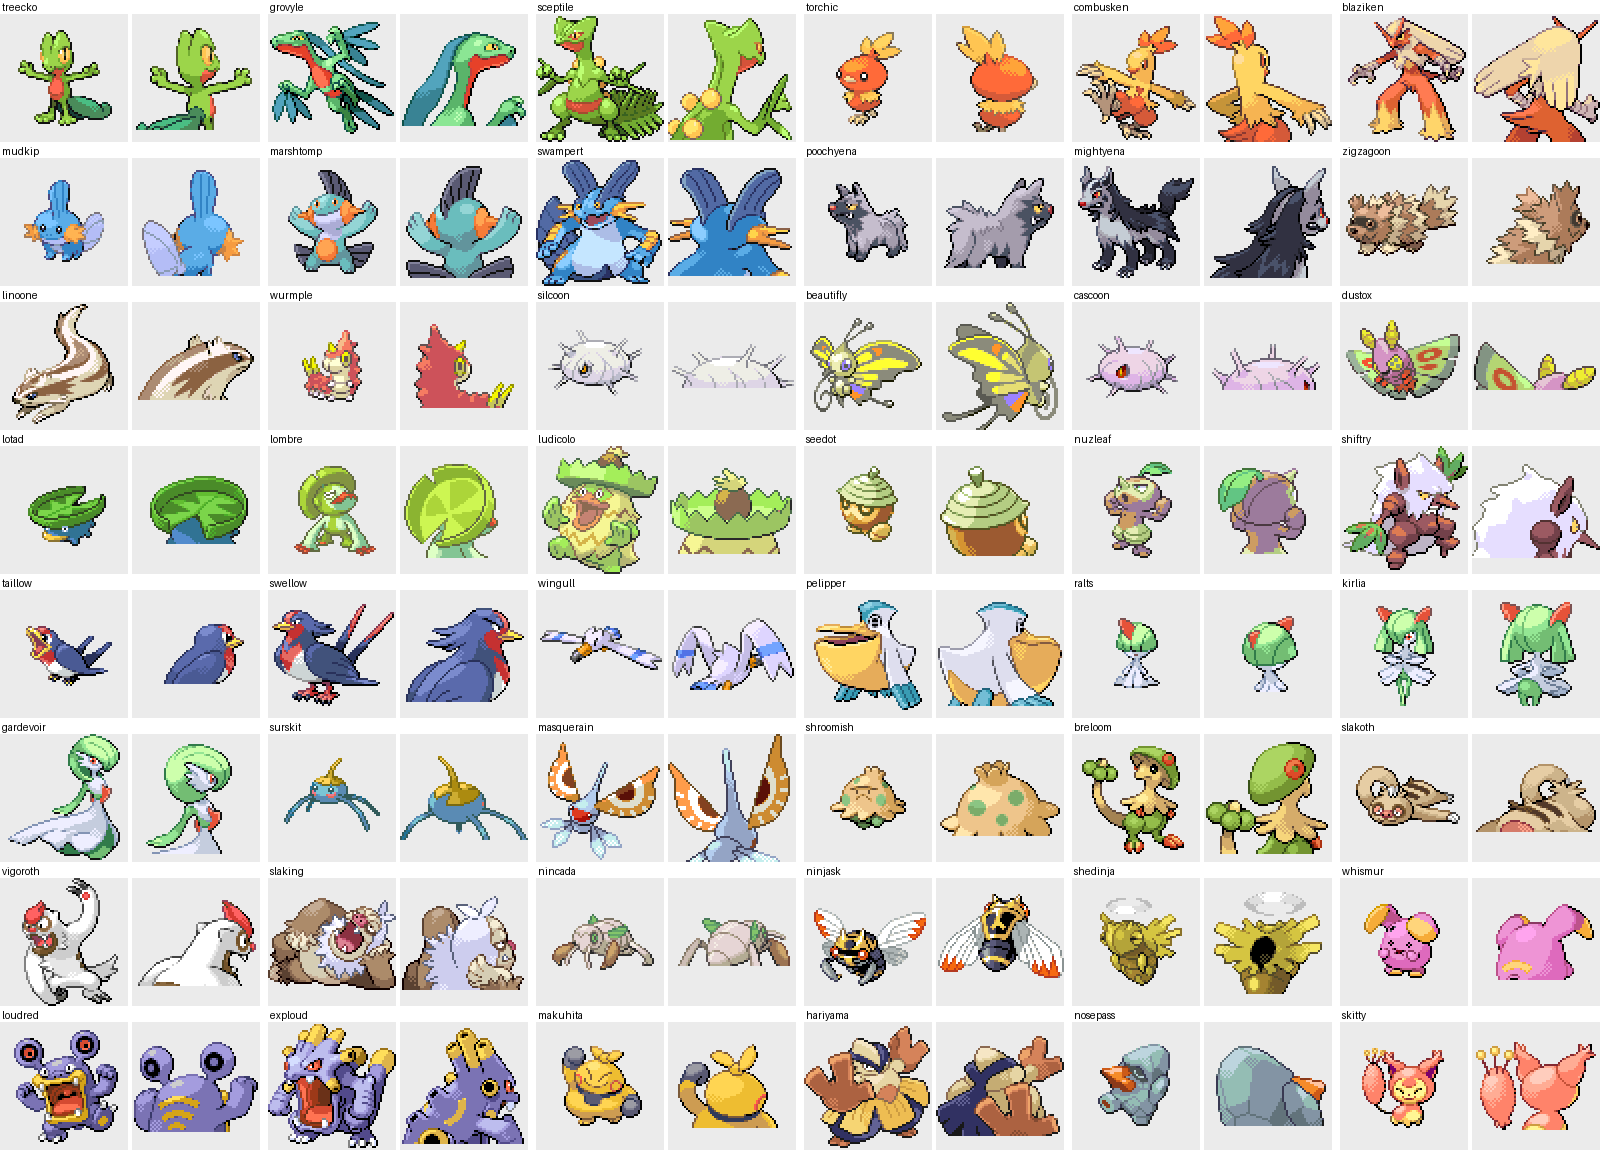 treecko grovyle sceptile torchic combusken blaziken
mudkip marshtomp swampert poochyena mightyena zigzagoon
linoone wurmple silcoon beautifly cascoon dustox
lotad lombre ludicolo seedot nuzleaf shiftry
taillow swellow wingull pelipper ralts kirlia
gardevoir surskit masquerain shroomish breloom slakoth
vigoroth slaking nincada ninjask shedinja whismur
loudred exploud makuhita hariyama nosepass skitty